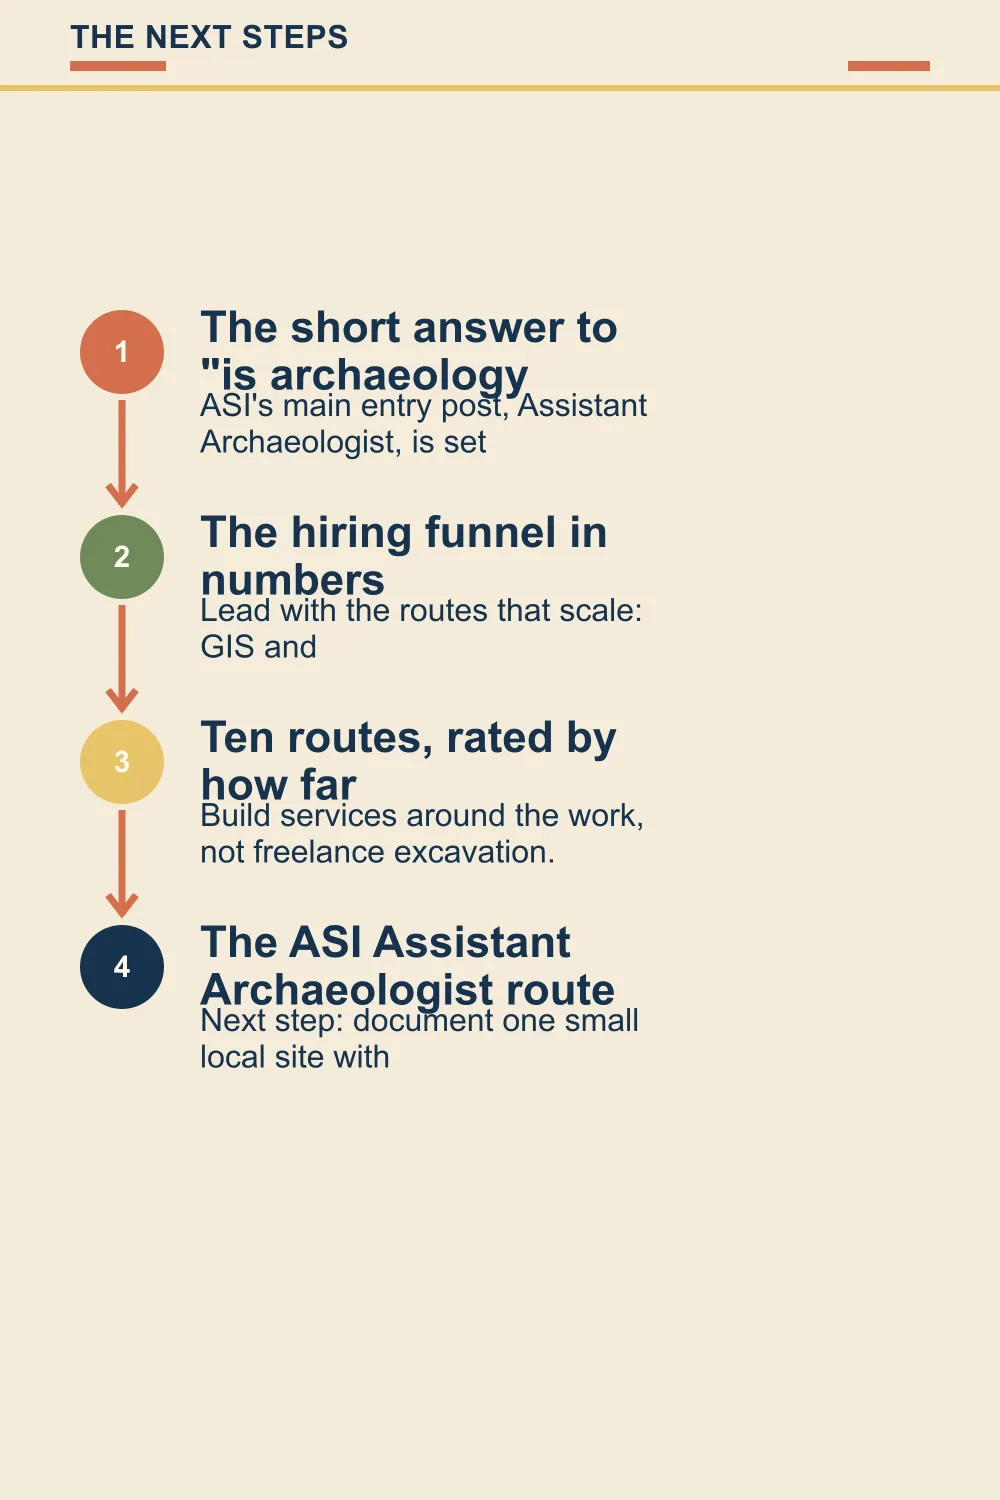 THE NEXT STEPS
1
The short answer to
"is archaeology
ASI's main entry post, Assistant
Archaeologist, is set
2
The hiring funnel in
numbers
Lead with the routes that scale:
GIS and
3
Ten routes, rated by
how far
Build services around the work,
not freelance excavation.
4
The ASI Assistant
Archaeologist route
Next step: document one small
local site with